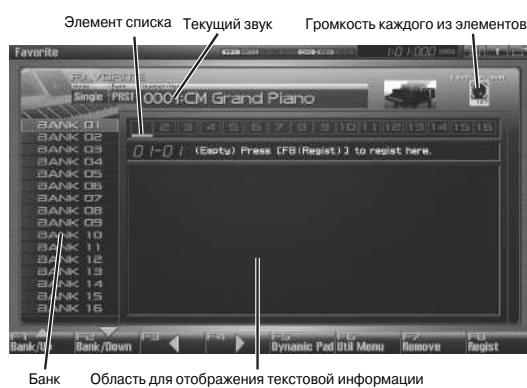 Элемент списка Текущий звук Громкость каждого из элементов
Favorite
FAVORITE
Single PRST 0001:CM Grand Piano
1 2 3 4 5 6 7 8 9 10 11 12 13 14 15 16
01-01 (Empty) Press [F8(Regist)] to regist here.
BANK 01
BANK 02
BANK 03
BANK 04
BANK 05
BANK 06
BANK 07
BANK 08
BANK 09
BANK 10
BANK 11
BANK 12
BANK 13
BANK 14
BANK 15
BANK 16
Bank/Up Bank/Down Dynamic Pad Util Menu Remove Regist
Банк Область для отображения текстовой информации